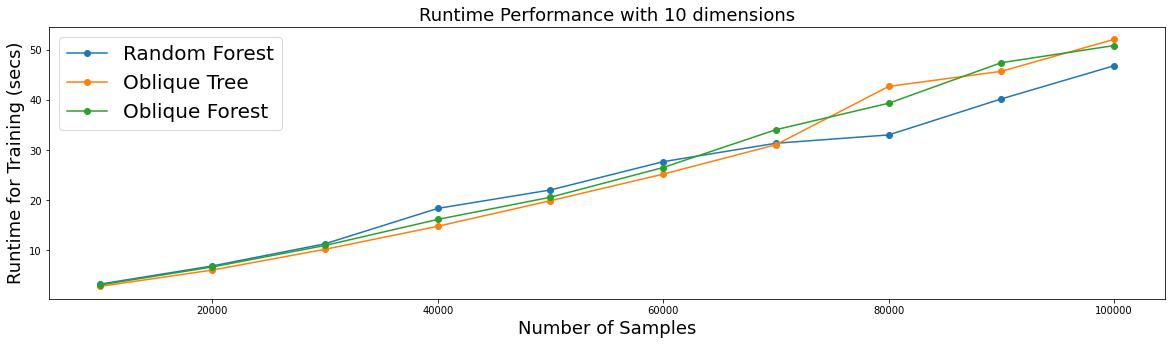 Runtime Performance with 10 dimensions
Runtime for Training (secs)
50
40
30
20
10
Random Forest
Oblique Tree
Oblique Forest
20000 40000 60000 80000 100000
Number of Samples